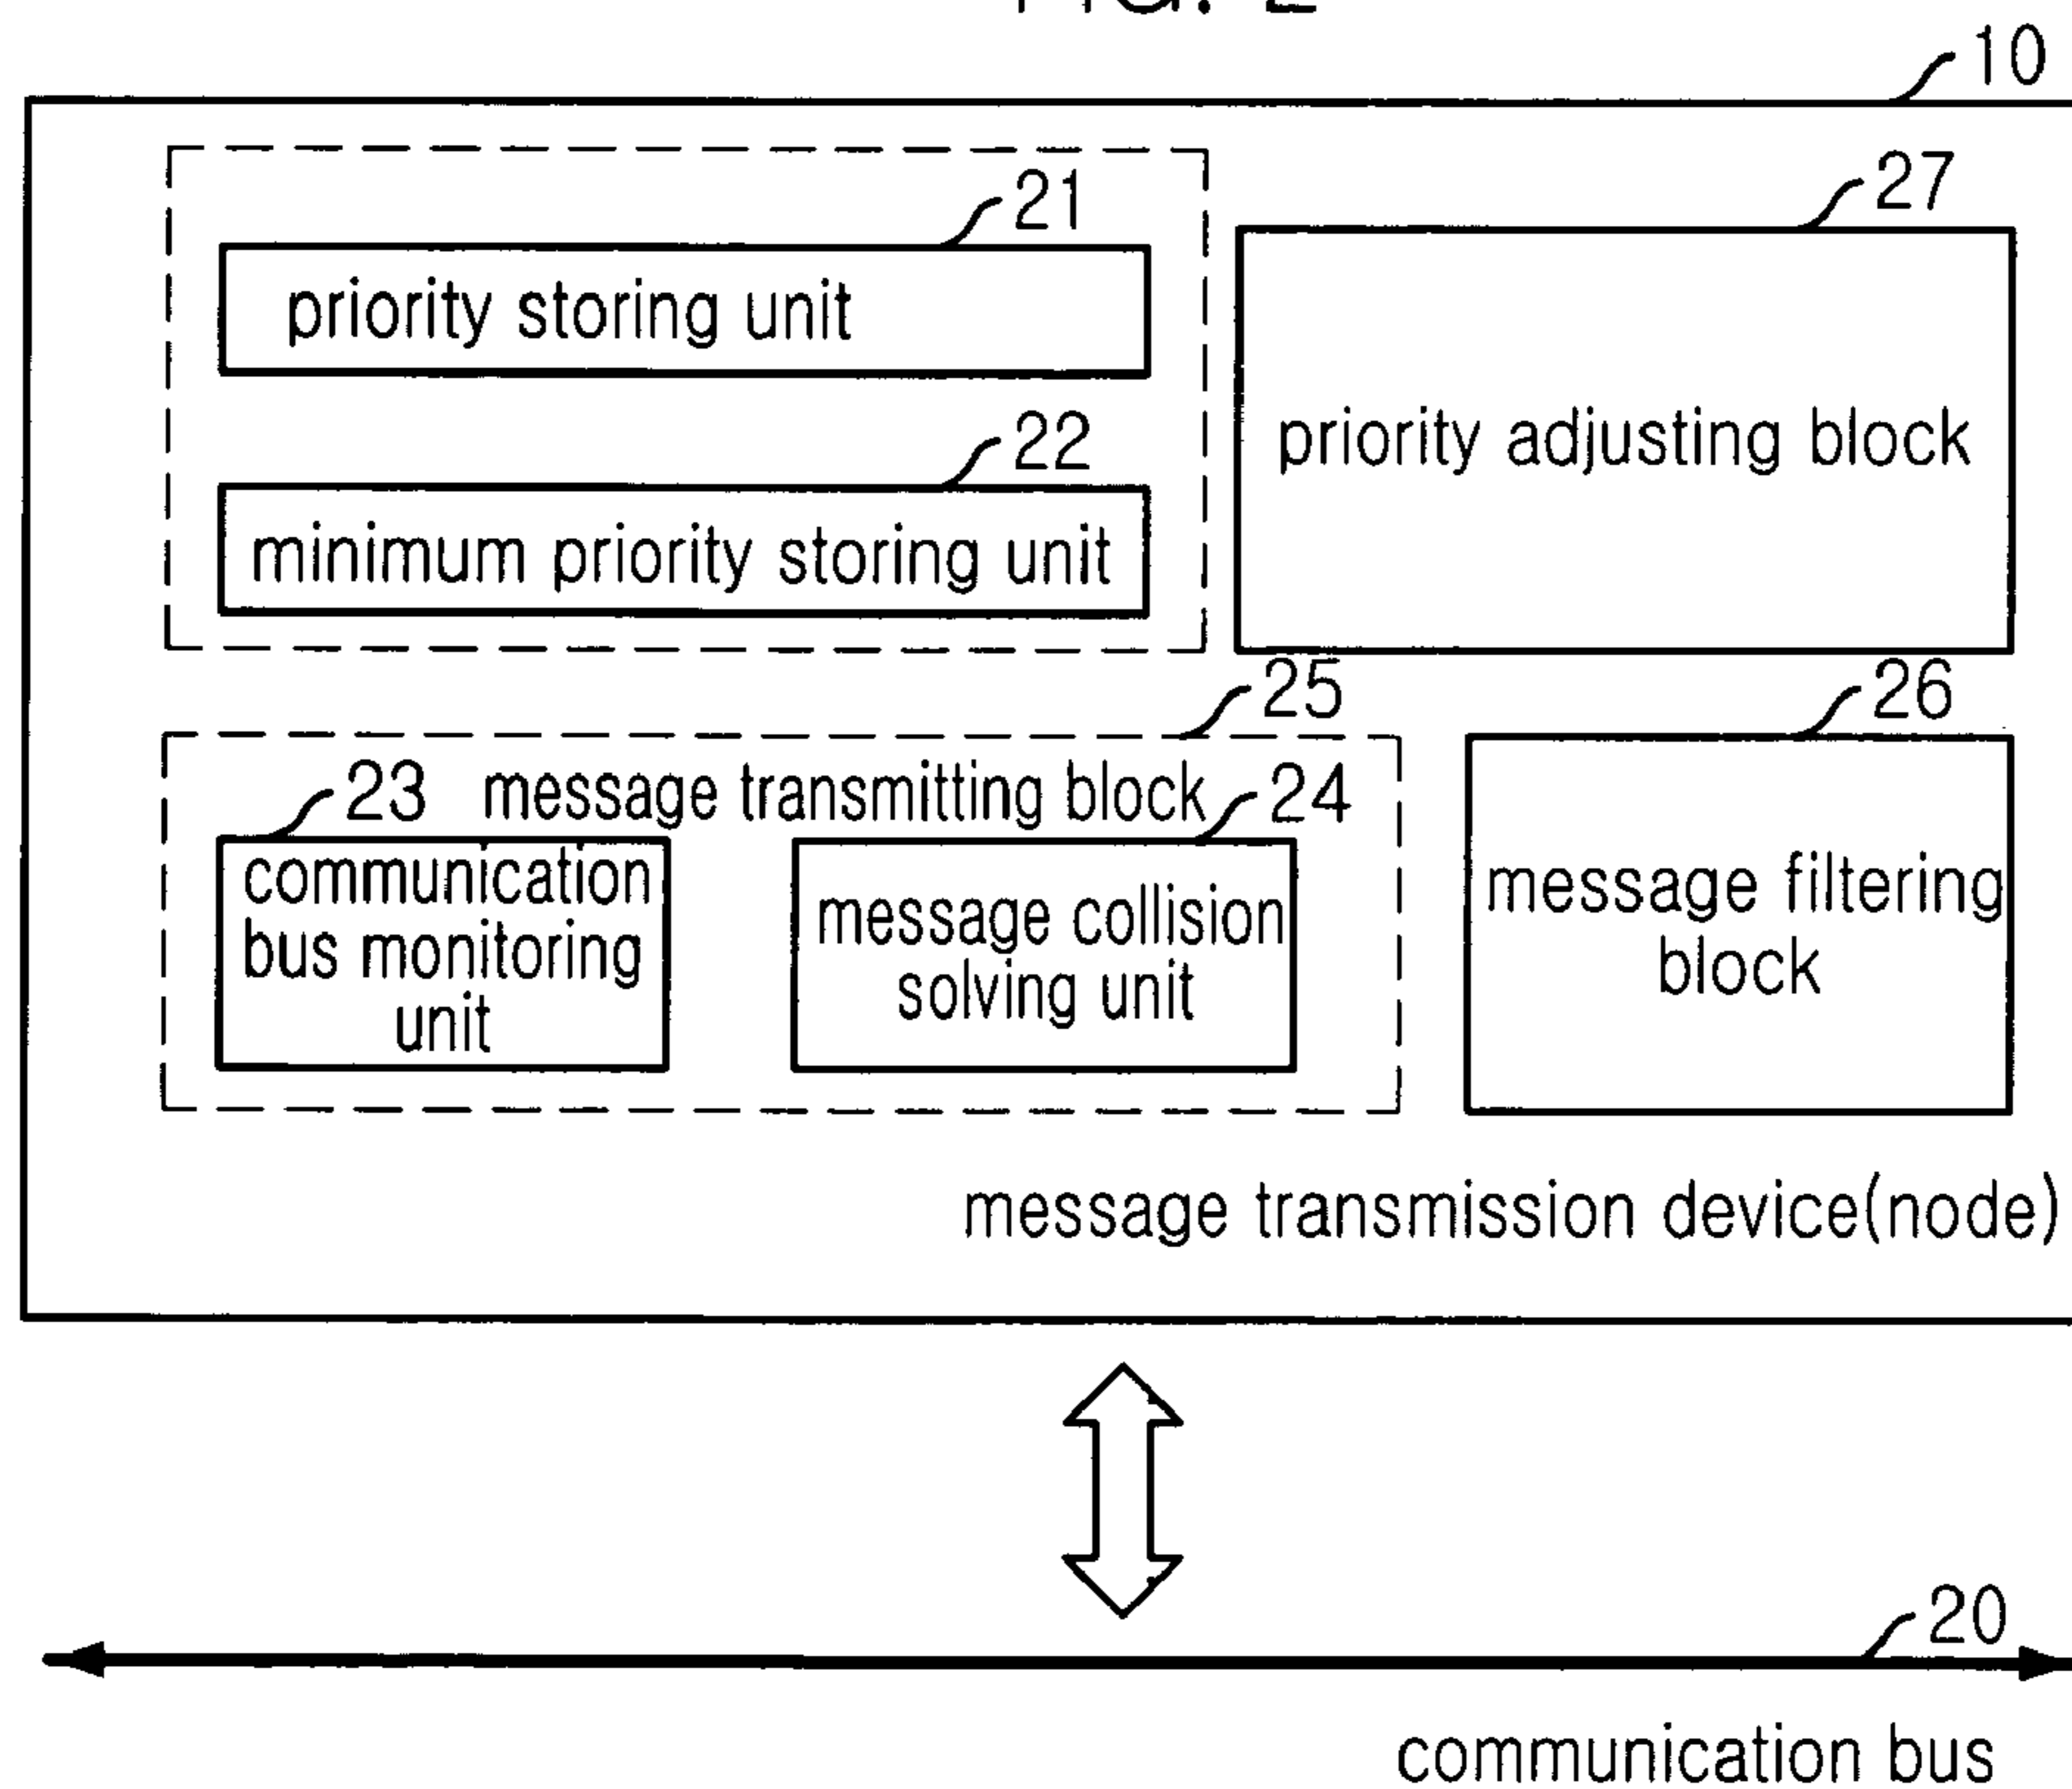 FIG. 2
10
21
27
priority storing unit
22
priority adjusting block
minimum priority storing unit
25
26
23
message transmitting block
24
communication
bus monitoring
unit
message collision
solving unit
message filtering
block
message transmission device(node)
20
communication bus